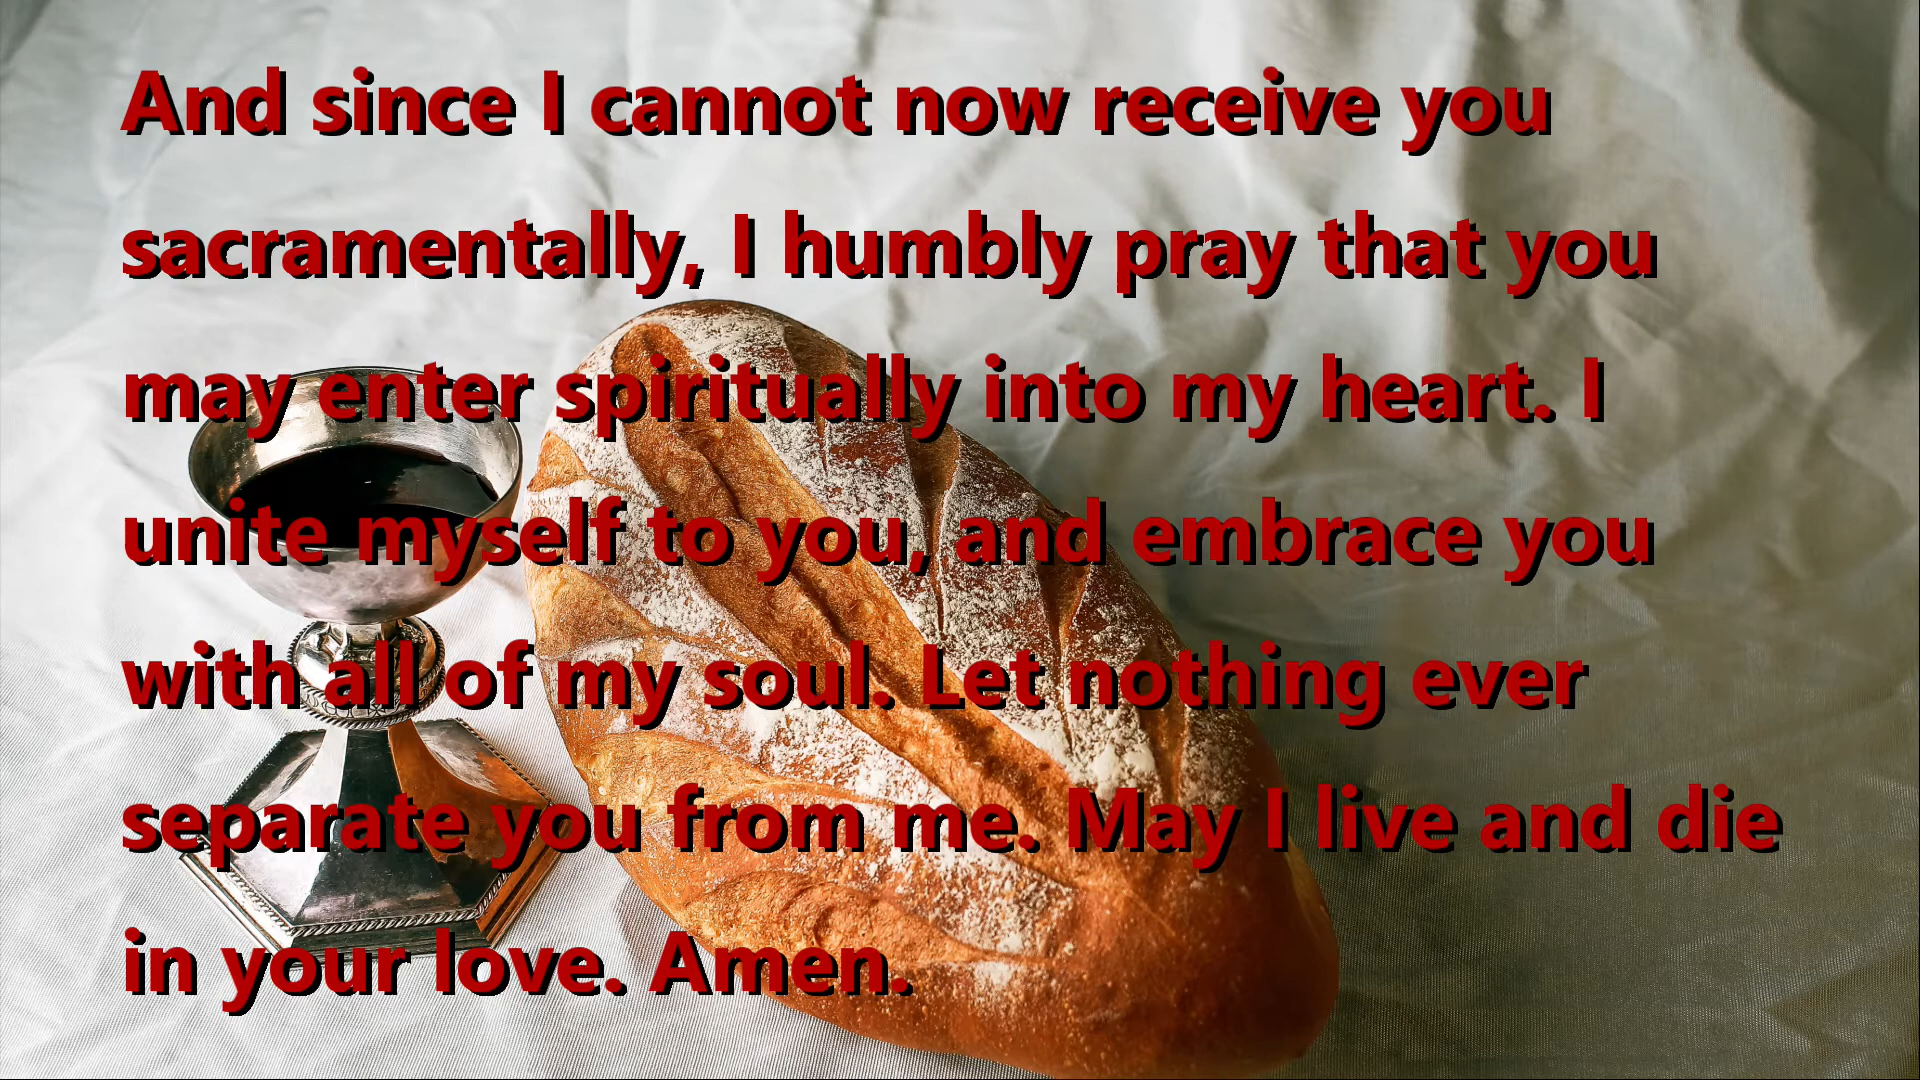 And since I cannot now receive you
sacramentally, I humbly pray that you
may enter spiritually into my heart. I
unite myself to you, and embrace you
with all of my soul. Let nothing ever
separate you from me. May I live and die
in your love. Amen.